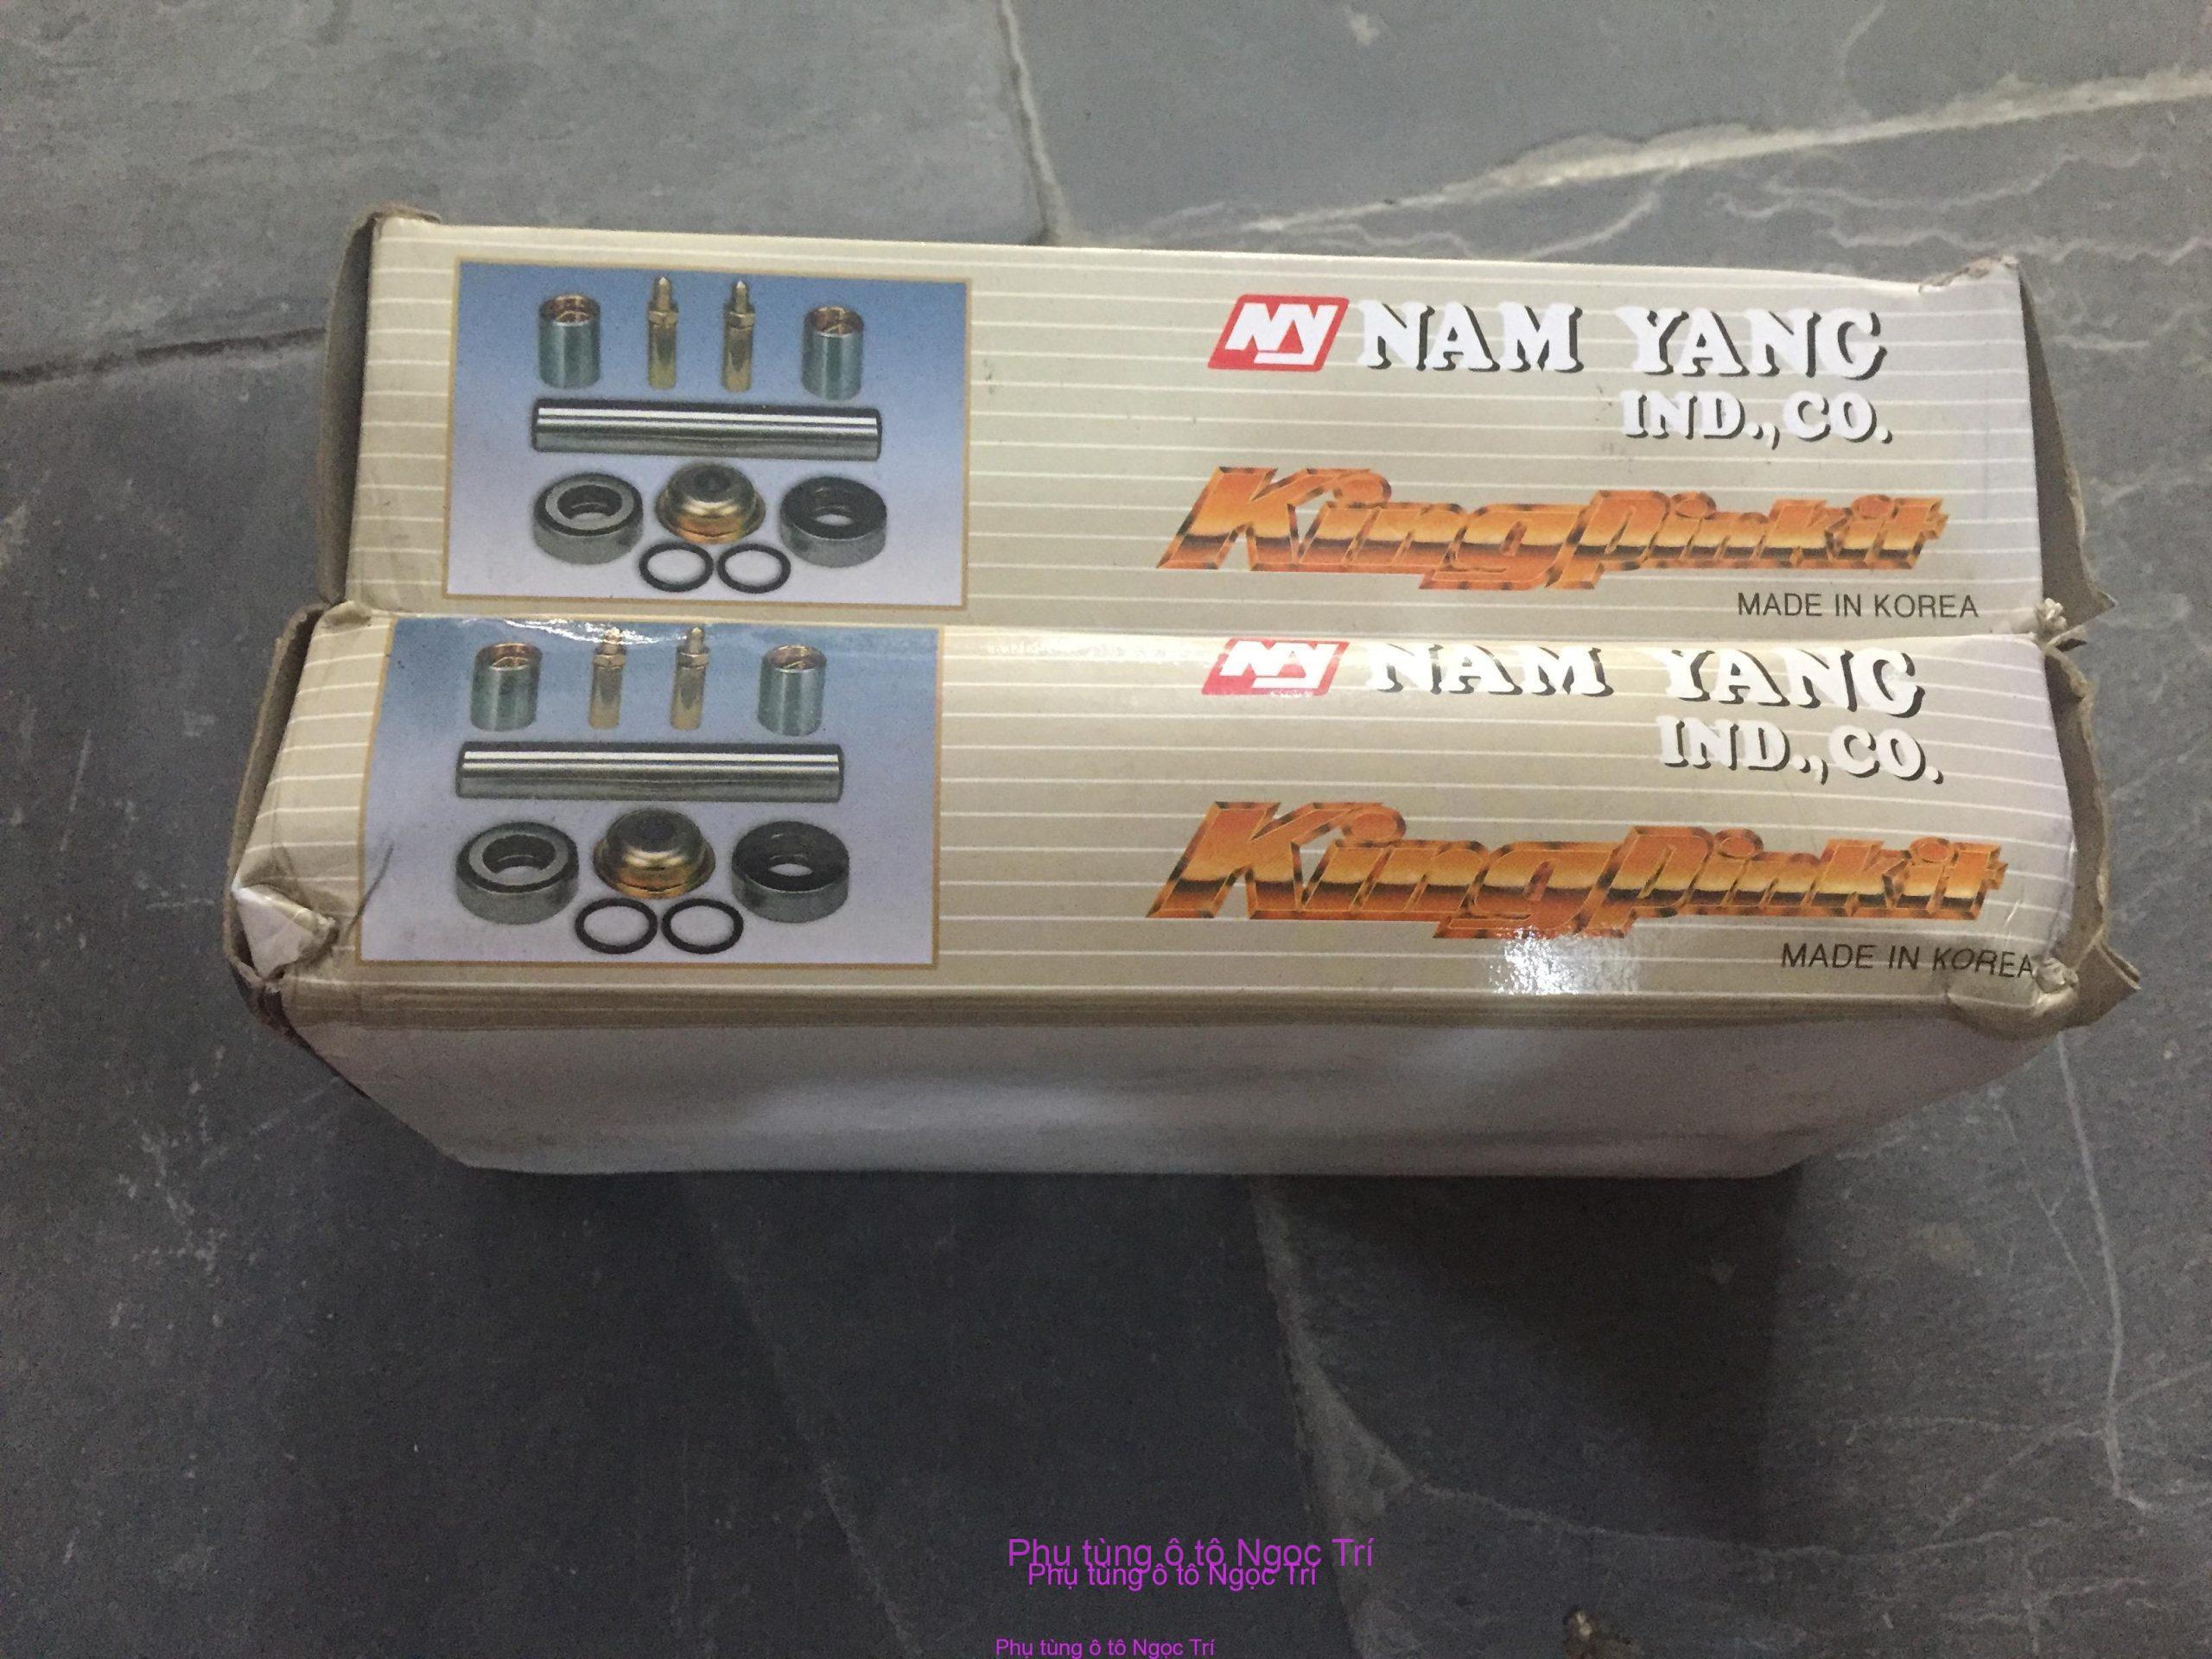 NY NAM YANG
IND.,CO.
KingPinkit
MADE IN KOREA
NY NAM YANG
IND.,CO.
KingPinkit
MADE IN KOREA
Phụ tùng ô tô Ngọc Trí
Phụ tùng ô tô Ngọc Trí
Phụ tùng ô tô Ngọc Trí